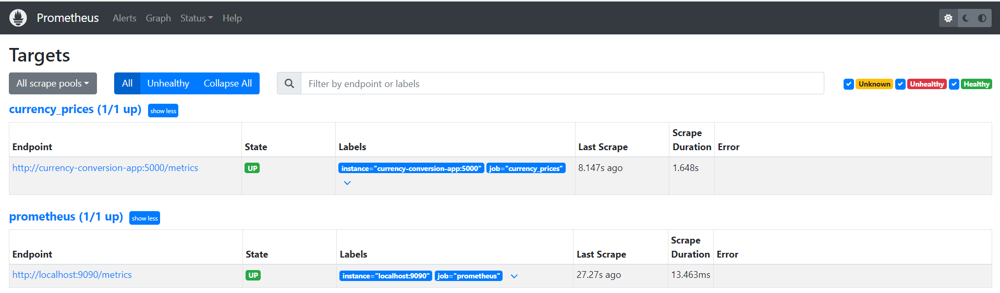 Prometheus Alerts Graph Status Help
Targets
All scrape pools All Unhealthy Collapse All Filter by endpoint or labels Unknown Unhealthy Healthy
currency_prices (1/1 up) show less
Endpoint State Labels Last Scrape Scrape Duration Error
http://currency-conversion-app:5000/metrics UP instance="currency-conversion-app:5000" job="currency_prices" 8.147s ago 1.648s
prometheus (1/1 up) show less
Endpoint State Labels Last Scrape Scrape Duration Error
http://localhost:9090/metrics UP instance="localhost:9090" job="prometheus" 27.27s ago 13.463ms